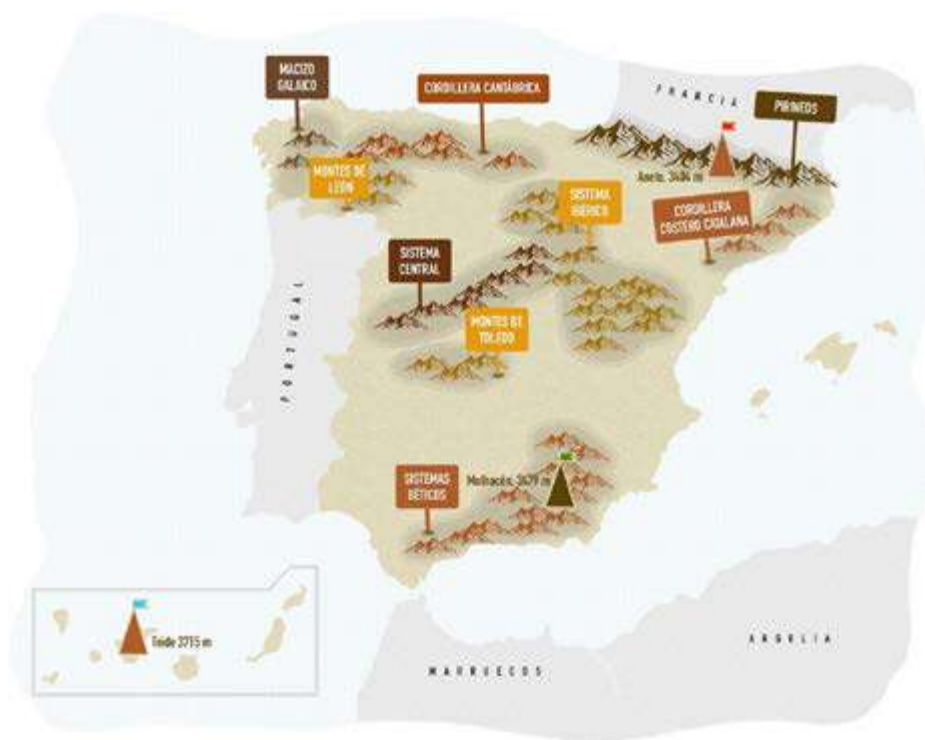 MACIZO
GALAICO
CORDILLERA CANTÁBRICA
FRANCIA
PIRINEOS
Aneto, 3404 m
MONTES DE
LEÓN
SISTEMA
IBÉRICO
CORDILLERA
COSTERO CATALANA
SISTEMA
CENTRAL
MONTES DE
TOLEDO
PORTUGAL
SISTEMAS
BÉTICOS
Mulhacén, 3479 m
Teide 3715 m
MARRUECOS
ARGELIA